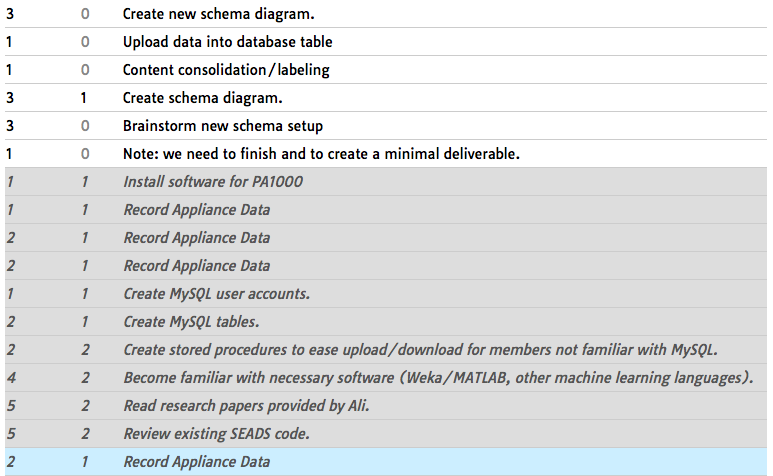 3 0 Create new schema diagram.
1 0 Upload data into database table
1 0 Content consolidation/labeling
3 1 Create schema diagram.
3 0 Brainstorm new schema setup
1 0 Note: we need to finish and to create a minimal deliverable.
1 1 Install software for PA1000
1 1 Record Appliance Data
2 1 Record Appliance Data
2 1 Record Appliance Data
1 1 Create MySQL user accounts.
2 1 Create MySQL tables.
2 2 Create stored procedures to ease upload/download for members not familiar with MySQL.
4 2 Become familiar with necessary software (Weka/MATLAB, other machine learning languages).
5 2 Read research papers provided by Ali.
5 2 Review existing SEADS code.
2 1 Record Appliance Data